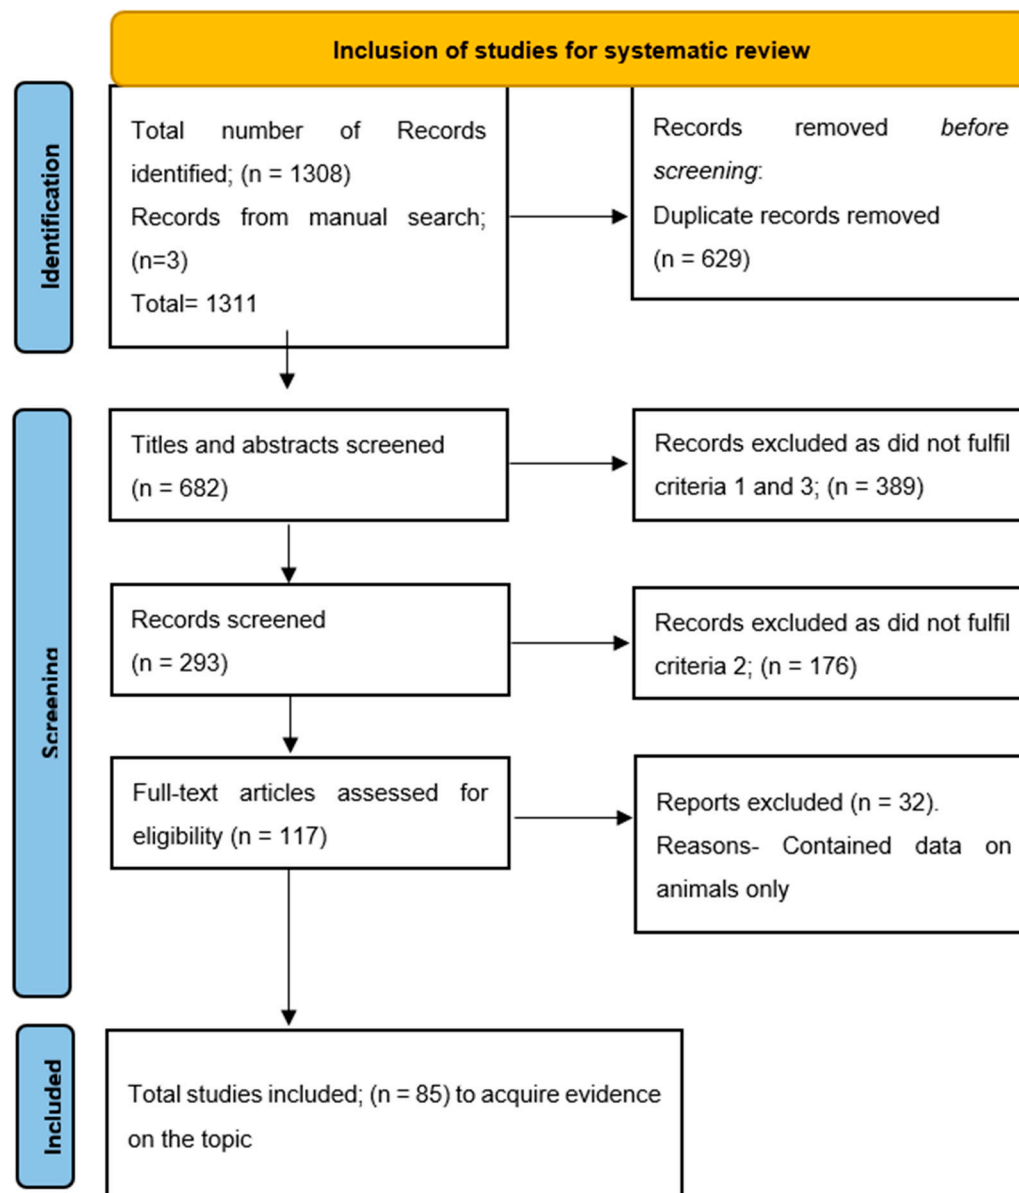 Inclusion of studies for systematic review
Identification
Total number of Records
identified; (n = 1308)
Records from manual search;
(n=3)
Total= 1311
Records removed before
screening:
Duplicate records removed
(n = 629)
Screening
Titles and abstracts screened
(n = 682)
Records excluded as did not fulfil
criteria 1 and 3; (n = 389)
Records screened
(n = 293)
Records excluded as did not fulfil
criteria 2; (n = 176)
Full-text articles assessed for
eligibility (n = 117)
Reports excluded (n = 32).
Reasons- Contained data on
animals only
Included
Total studies included; (n = 85) to acquire evidence
on the topic